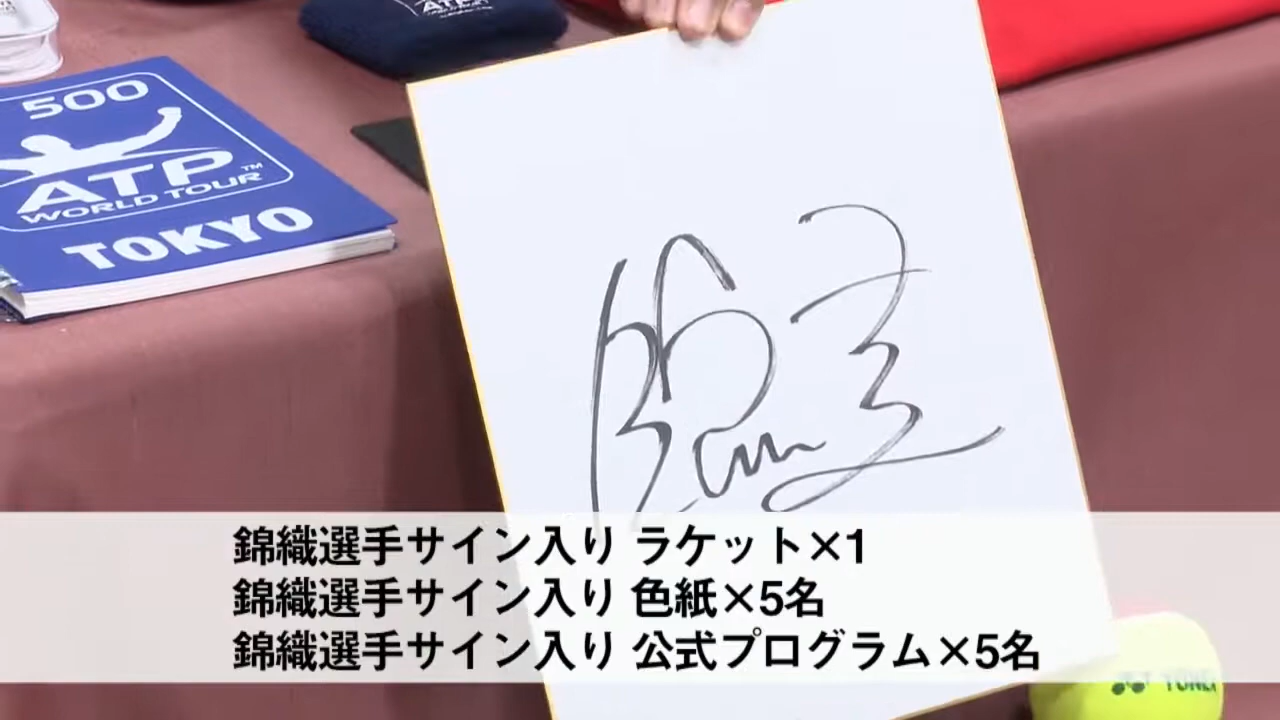 ATP
500
ATP™
WORLD TOUR
TOKYO
錦織選手サイン入り ラケット×1
錦織選手サイン入り 色紙×5名
錦織選手サイン入り 公式プログラム×5名
YONEX